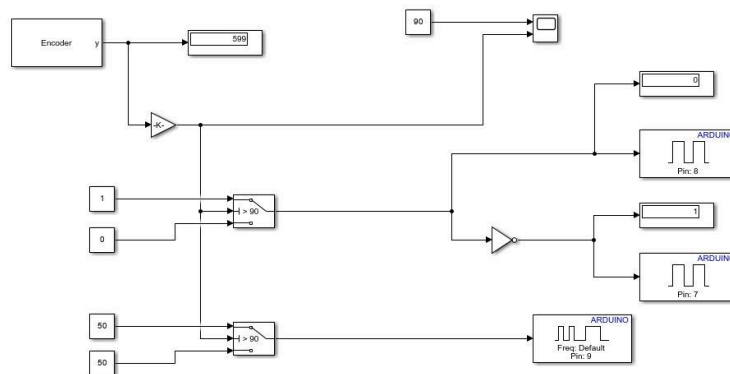 Encoder
y
599
90
-K-
0
ARDUINO
Pin: 8
1
> 90
0
1
ARDUINO
Pin: 7
50
> 90
50
ARDUINO
Freq: Default
Pin: 9